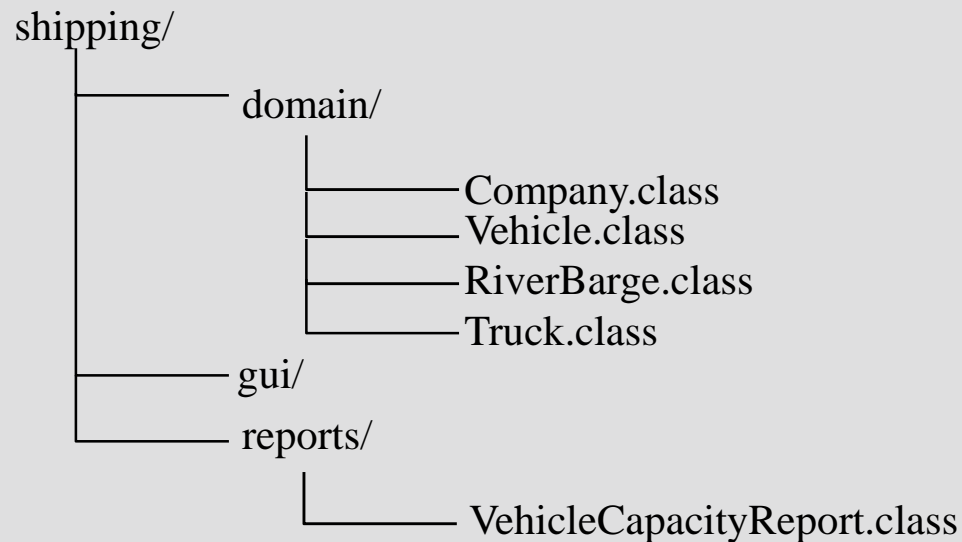 shipping/
domain/
Company.class
Vehicle.class
RiverBarge.class
Truck.class
gui/
reports/
VehicleCapacityReport.class